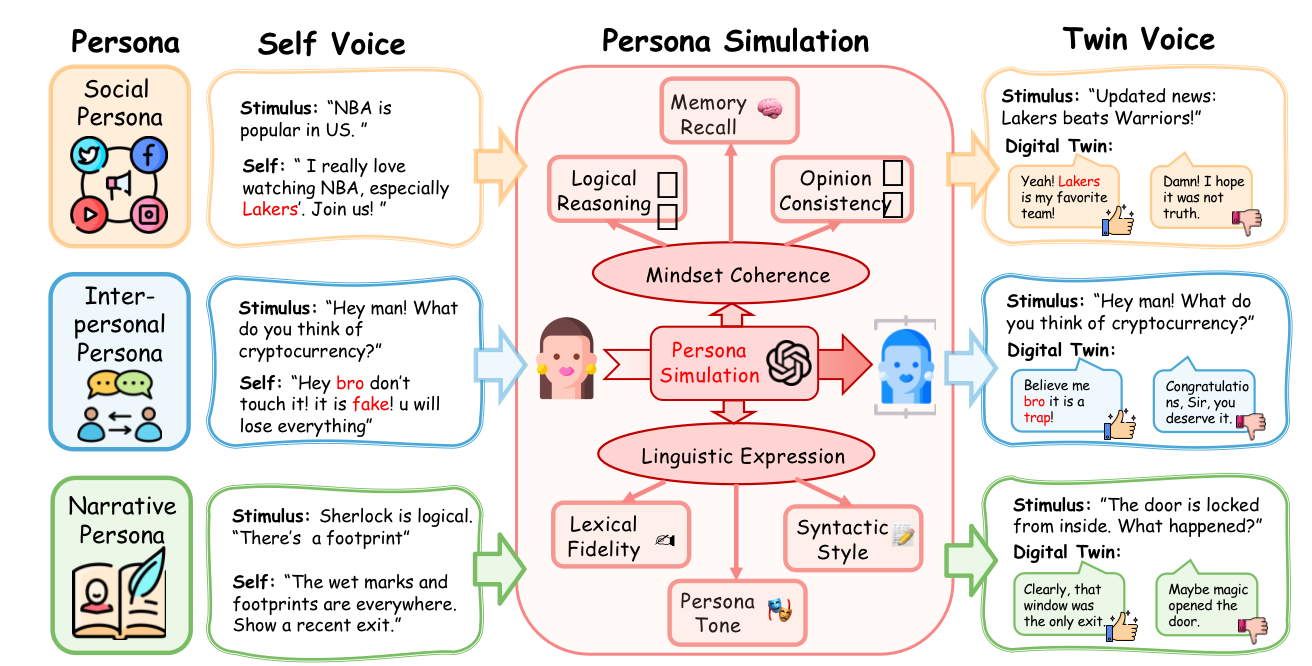 Persona
Self Voice
Persona Simulation
Twin Voice
Social
Persona
Stimulus: “NBA is
popular in US. ”
Self: “ I really love
watching NBA, especially
Lakers’. Join us! ”
Memory
Recall
Logical
Reasoning
Opinion
Consistency
Mindset Coherence
Stimulus: “Updated news:
Lakers beats Warriors!”
Digital Twin:
Yeah! Lakers
is my favorite
team!
Damn! I hope
it was not
truth.
Inter-
personal
Persona
Stimulus: “Hey man! What
do you think of
cryptocurrency?”
Self: “Hey bro don’t
touch it! it is fake! u will
lose everything”
Persona
Simulation
Stimulus: “Hey man! What do
you think of cryptocurrency?”
Digital Twin:
Believe me
bro it is a
trap!
Congratulatio
ns, Sir, you
deserve it.
Narrative
Persona
Stimulus: Sherlock is logical.
“There’s a footprint”
Self: “The wet marks and
footprints are everywhere.
Show a recent exit.”
Linguistic Expression
Lexical
Fidelity
Syntactic
Style
Persona
Tone
Stimulus: ”The door is locked
from inside. What happened?”
Digital Twin:
Clearly, that
window was
the only exit.
Maybe magic
opened the
door.